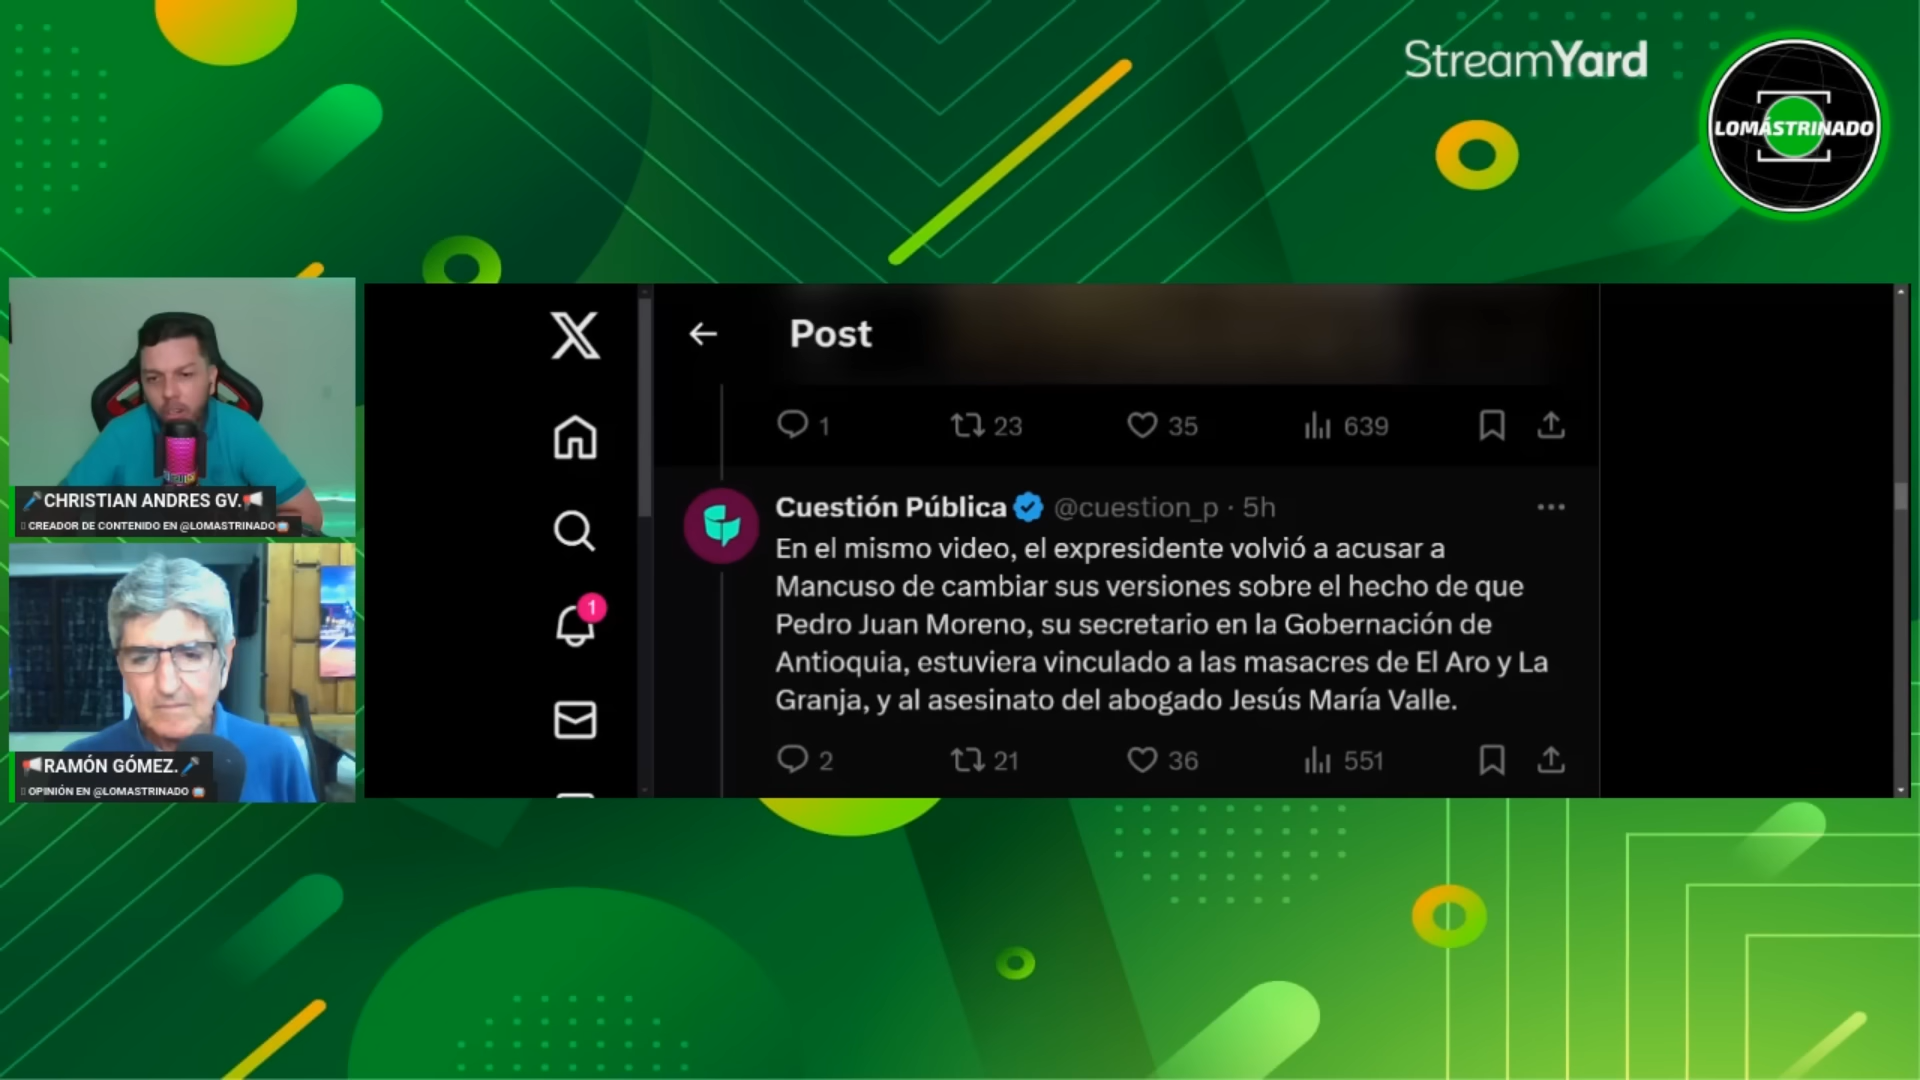 StreamYard
LOMÁSTRINADO
Post
1 23 35 639
Cuestión Pública @cuestion_p · 5h
En el mismo video, el expresidente volvió a acusar a
Mancuso de cambiar sus versiones sobre el hecho de que
Pedro Juan Moreno, su secretario en la Gobernación de
Antioquia, estuviera vinculado a las masacres de El Aro y La
Granja, y al asesinato del abogado Jesús María Valle.
2 21 36 551
1
CHRISTIAN ANDRES GV.
CREADOR DE CONTENIDO EN @LOMASTRINADO
RAMÓN GÓMEZ.
OPINIÓN EN @LOMASTRINADO